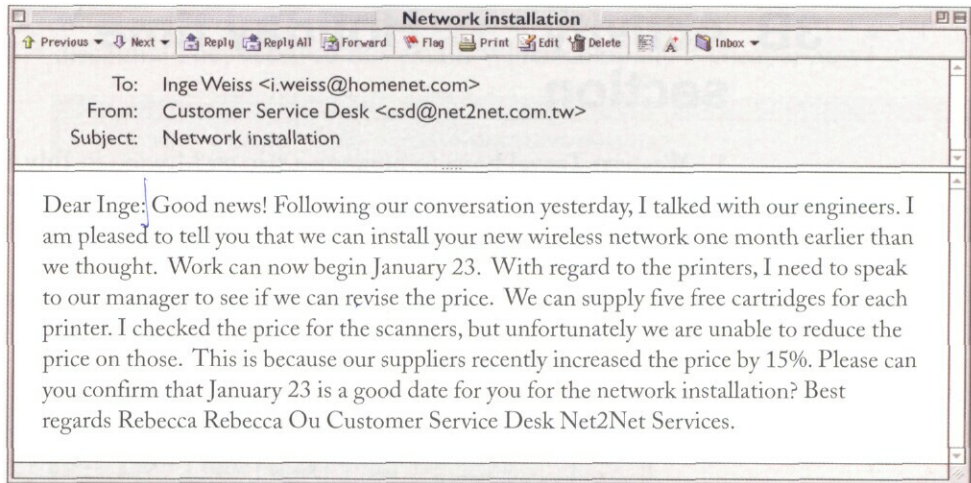 Network installation
Previous Next Reply Reply All Forward Flag Print Edit Delete Inbox
To: Inge Weiss <i.weiss@homenet.com>
From: Customer Service Desk <csd@net2net.com.tw>
Subject: Network installation
Dear Inge: Good news! Following our conversation yesterday, I talked with our engineers. I
am pleased to tell you that we can install your new wireless network one month earlier than
we thought. Work can now begin January 23. With regard to the printers, I need to speak
to our manager to see if we can revise the price. We can supply five free cartridges for each
printer. I checked the price for the scanners, but unfortunately we are unable to reduce the
price on those. This is because our suppliers recently increased the price by 15%. Please can
you confirm that January 23 is a good date for you for the network installation? Best
regards Rebecca Rebecca Ou Customer Service Desk Net2Net Services.